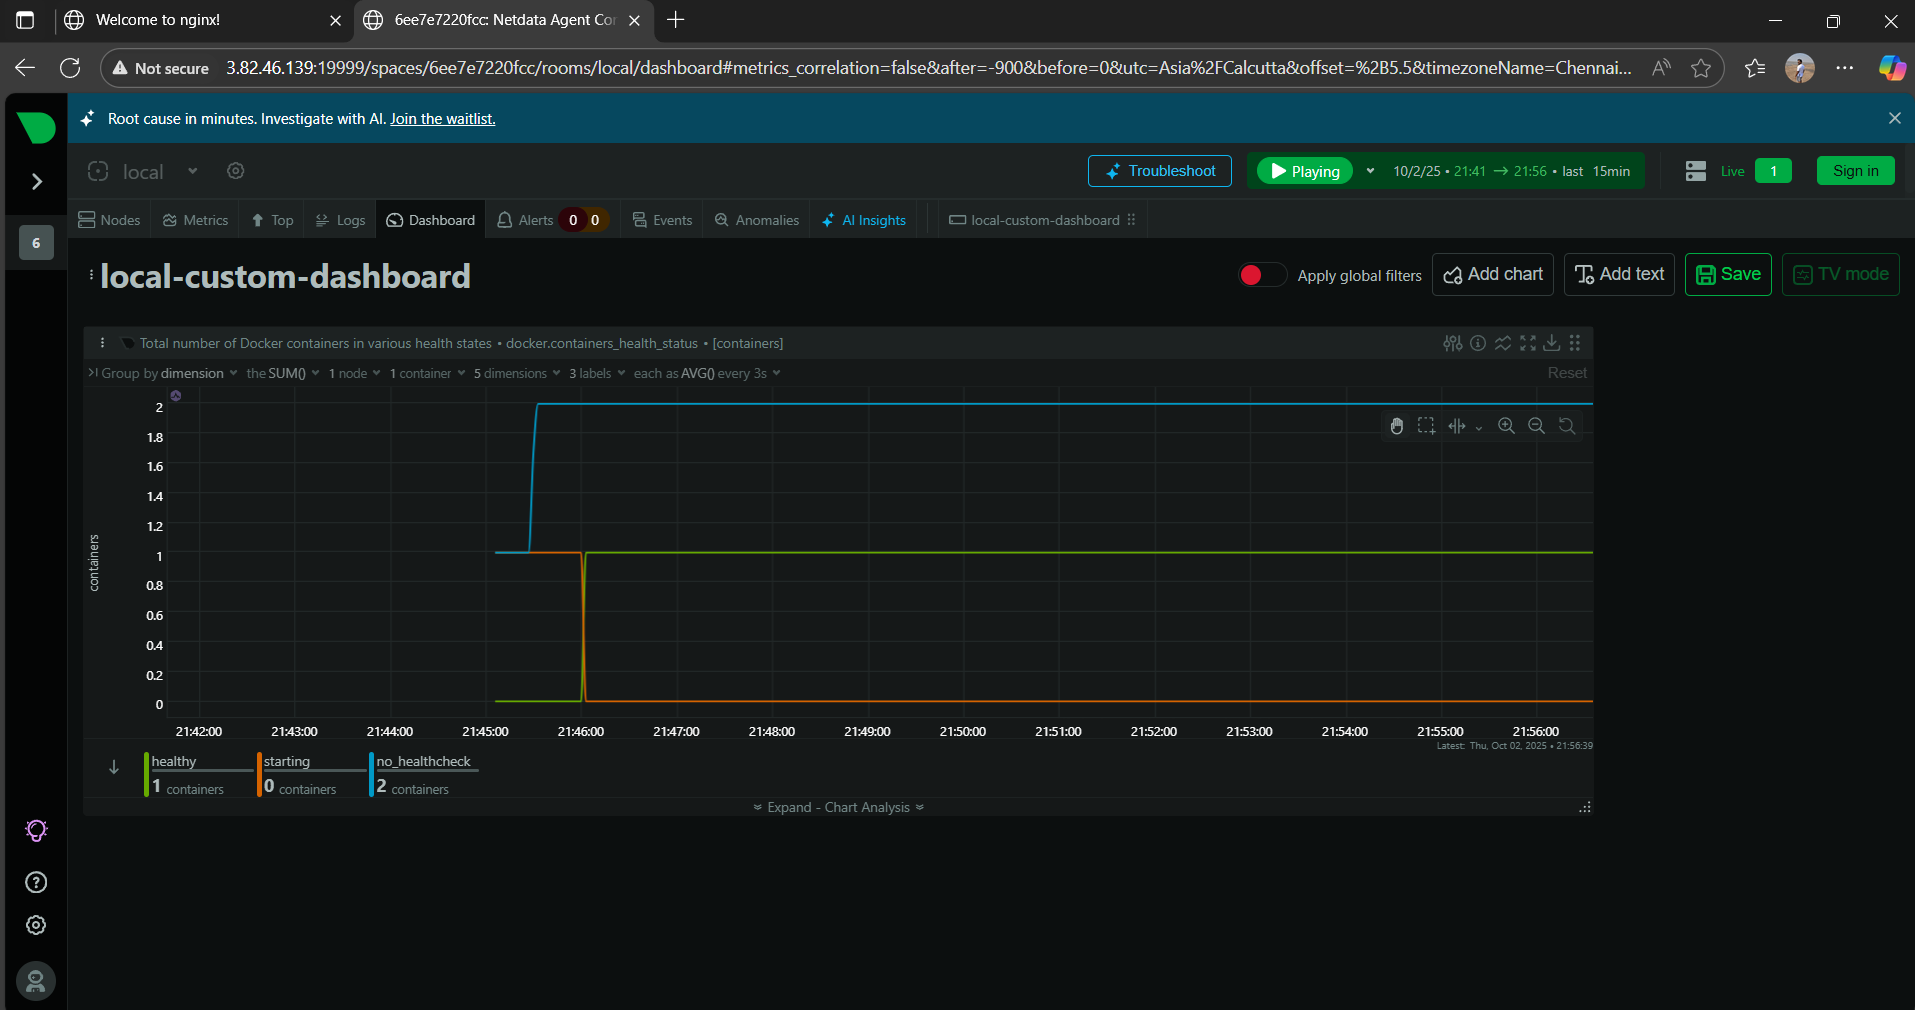 Welcome to nginx!
6ee7e7220fcc: Netdata Agent Cor
Not secure 3.82.46.139:19999/spaces/6ee7e7220fcc/rooms/local/dashboard#metrics_correlation=false&after=-900&before=0&utc=Asia%2FCalcutta&offset=%2B5.5&timezoneName=Chennai...
Root cause in minutes. Investigate with AI. Join the waitlist.
local
Troubleshoot
Playing 10/2/25 • 21:41 → 21:56 • last 15min
Live 1
Sign in
Nodes Metrics Top Logs Dashboard Alerts 0 0 Events Anomalies AI Insights local-custom-dashboard
6
local-custom-dashboard
Apply global filters Add chart Add text Save TV mode
Total number of Docker containers in various health states • docker.containers_health_status • [containers]
Group by dimension the SUM() 1 node 1 container 5 dimensions 3 labels each as AVG() every 3s Reset
containers
2
1.8
1.6
1.4
1.2
1
0.8
0.6
0.4
0.2
0
21:42:00 21:43:00 21:44:00 21:45:00 21:46:00 21:47:00 21:48:00 21:49:00 21:50:00 21:51:00 21:52:00 21:53:00 21:54:00 21:55:00 21:56:00
Latest: Thu, Oct 02, 2025 • 21:56:39
healthy starting no_healthcheck
1 containers 0 containers 2 containers
Expand - Chart Analysis